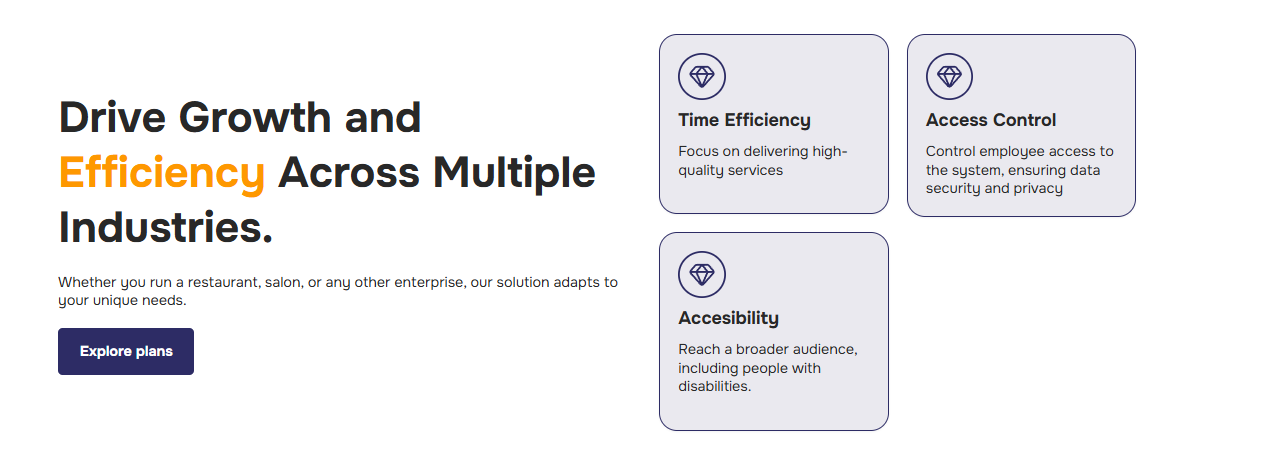 Drive Growth and
Efficiency Across Multiple
Industries.
Whether you run a restaurant, salon, or any other enterprise, our solution adapts to
your unique needs.
Explore plans
Time Efficiency
Focus on delivering high-
quality services
Access Control
Control employee access to
the system, ensuring data
security and privacy
Accesibility
Reach a broader audience,
including people with
disabilities.